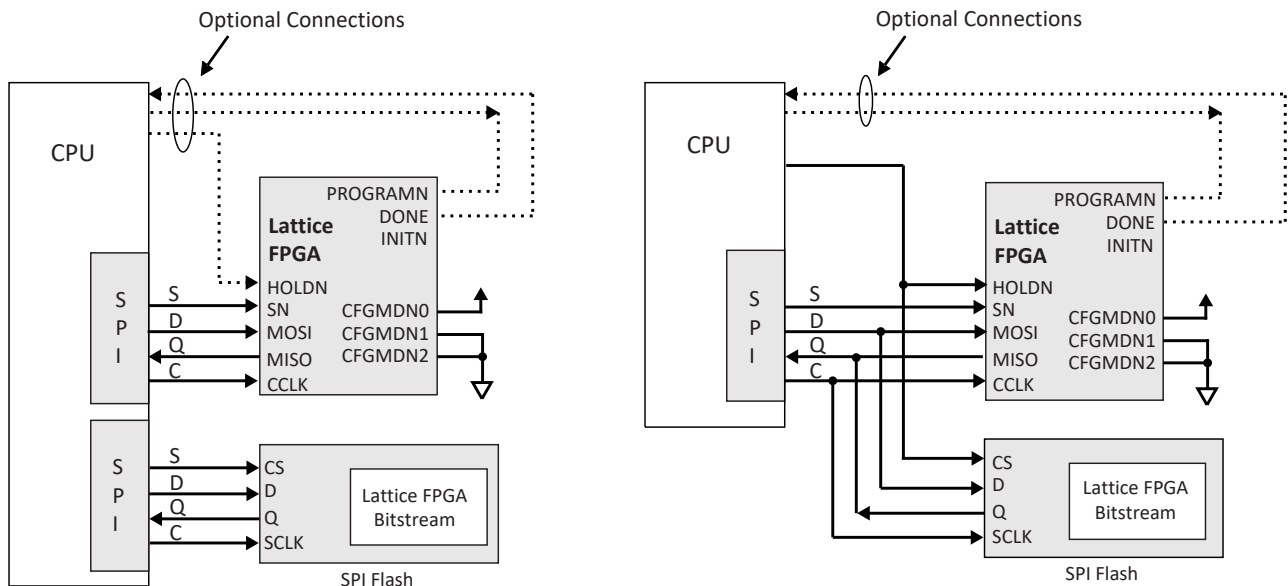 Optional Connections
CPU
PROGRAMN
DONE
INITN
Lattice
FPGA
HOLDN
SN
MOSI
MISO
CCLK
CFGMDN0
CFGMDN1
CFGMDN2
S
P
I
S
D
Q
C
S
P
I
S
D
Q
C
CS
D
Q
SCLK
Lattice FPGA
Bitstream
SPI Flash
Optional Connections
CPU
PROGRAMN
DONE
INITN
Lattice
FPGA
HOLDN
SN
MOSI
MISO
CCLK
CFGMDN0
CFGMDN1
CFGMDN2
S
P
I
S
D
Q
C
CS
D
Q
SCLK
Lattice FPGA
Bitstream
SPI Flash